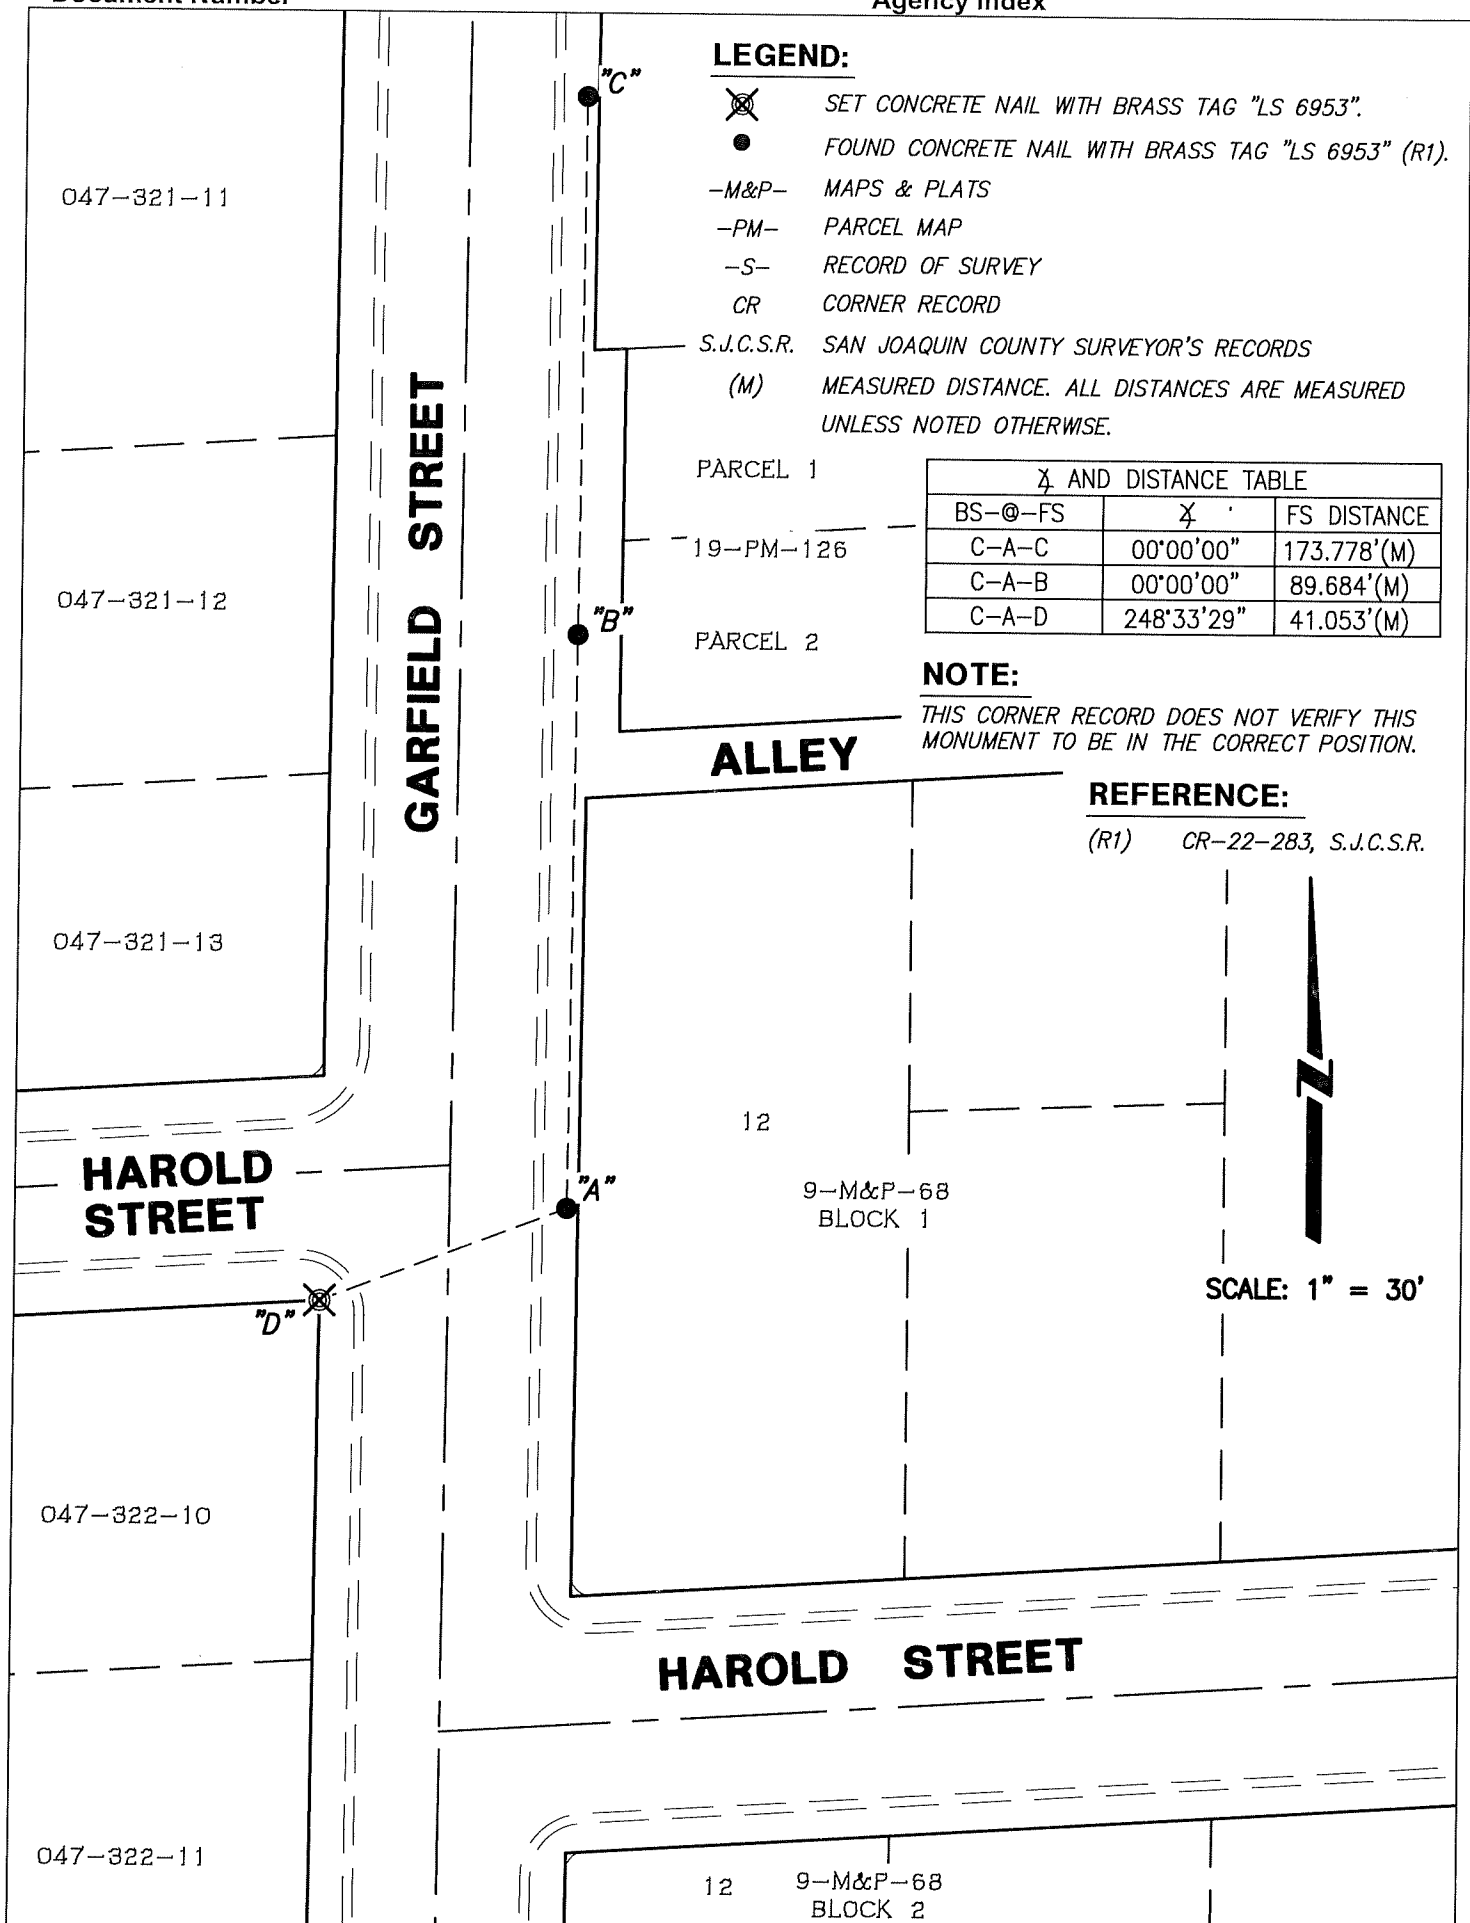 "C"
LEGEND:
SET CONCRETE NAIL WITH BRASS TAG "LS 6953".
FOUND CONCRETE NAIL WITH BRASS TAG "LS 6953" (R1).
-M&P- MAPS & PLATS
-PM- PARCEL MAP
-S- RECORD OF SURVEY
CR CORNER RECORD
S.J.C.S.R. SAN JOAQUIN COUNTY SURVEYOR'S RECORDS
(M) MEASURED DISTANCE. ALL DISTANCES ARE MEASURED
UNLESS NOTED OTHERWISE.
047-321-11
GARFIELD STREET
PARCEL 1
19-PM-126
∡ AND DISTANCE TABLE
BS-@-FS ∡ FS DISTANCE
C-A-C 00°00'00" 173.778'(M)
C-A-B 00°00'00" 89.684'(M)
C-A-D 248°33'29" 41.053'(M)
047-321-12
"B"
PARCEL 2
NOTE:
THIS CORNER RECORD DOES NOT VERIFY THIS
MONUMENT TO BE IN THE CORRECT POSITION.
ALLEY
REFERENCE:
(R1) CR-22-283, S.J.C.S.R.
047-321-13
12
HAROLD
STREET
"A"
9-M&P-68
BLOCK 1
SCALE: 1" = 30'
"D"
047-322-10
HAROLD STREET
047-322-11
12 9-M&P-68
BLOCK 2